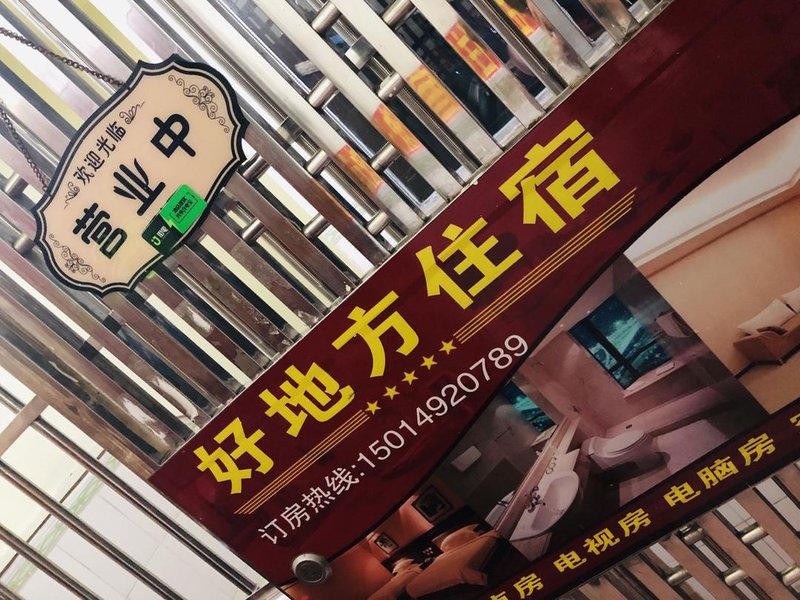 欢迎光临
营业中
好地方住宿
★★★★★
订房热线:15014920789
房 电视房 电脑房